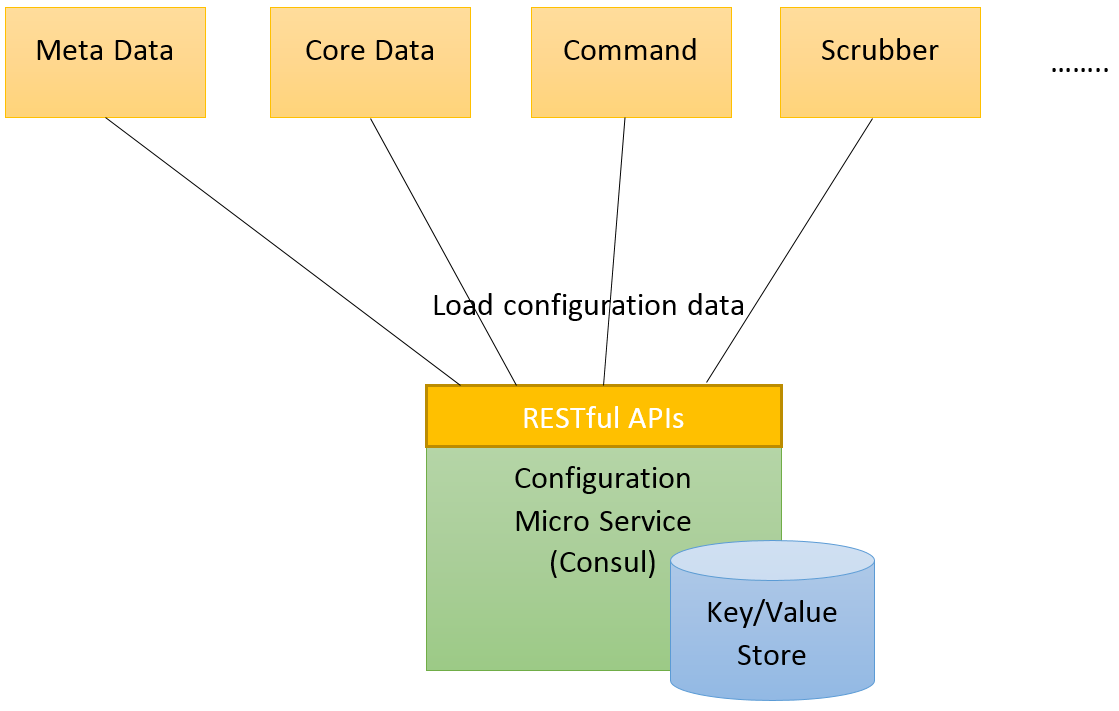 Meta Data
Core Data
Command
Scrubber
........
Load configuration data
RESTful APIs
Configuration
Micro Service
(Consul)
Key/Value
Store